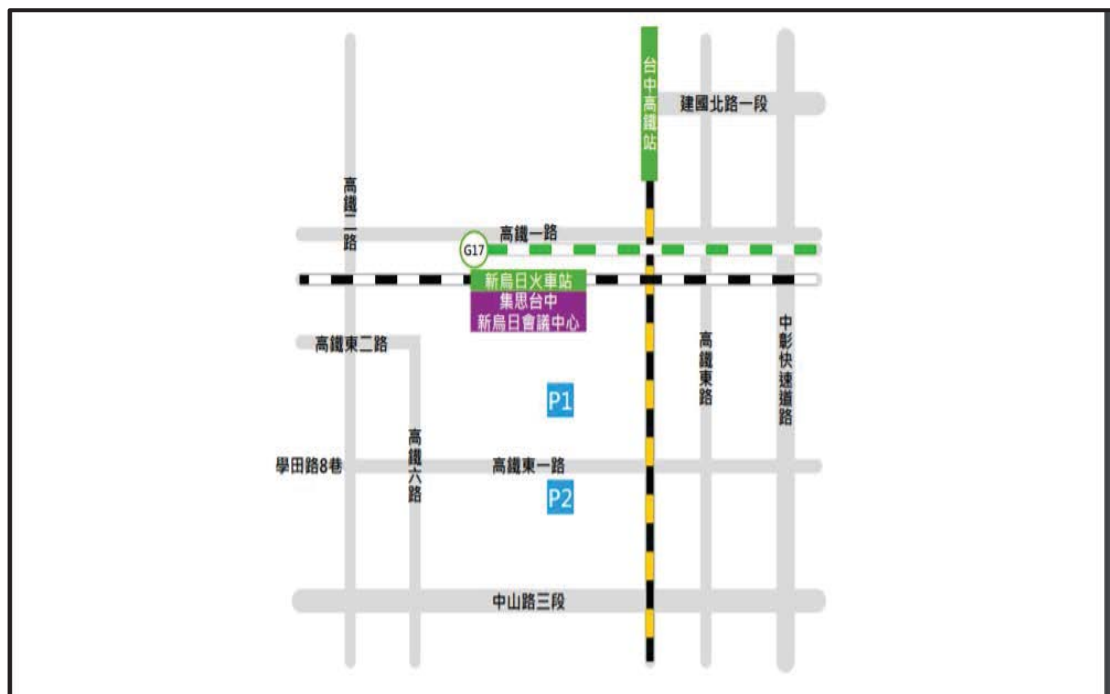 台中高鐵站
建國北路一段
高鐵二路
高鐵一路
G17
新烏日火車站
集思台中
新烏日會議中心
高鐵東二路
高鐵東路
中彰快速道路
P1
高鐵六路
學田路8巷
高鐵東一路
P2
中山路三段